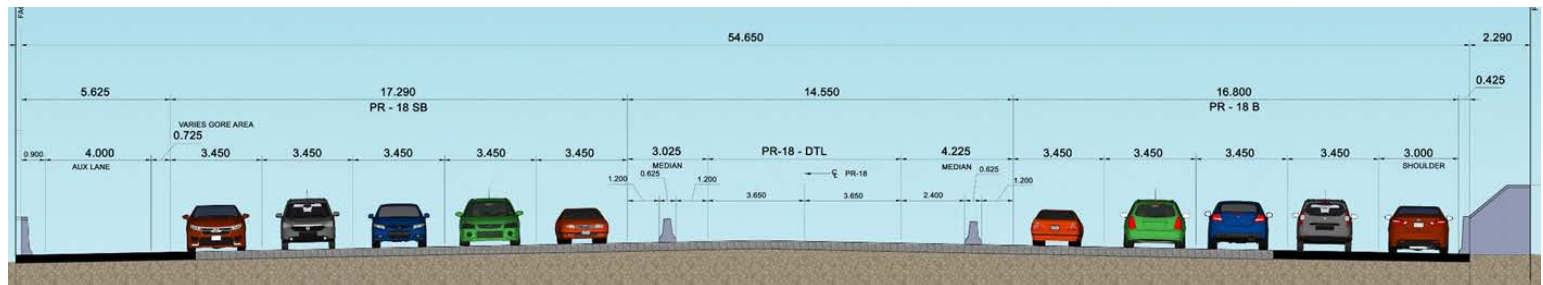 FA
54.650 2.290
0.425
5.625 17.290 14.550 16.800
PR - 18 SB PR - 18 B
VARIES GORE AREA
0.725
0.900 4.000 3.450 3.450 3.450 3.450 3.450 3.025 PR-18 - DTL 4.225 3.450 3.450 3.450 3.450 3.000
AUX LANE MEDIAN MEDIAN SHOULDER
0.625 ℄ PR-18 0.625
1.200 1.200 1.200
3.650 3.650 2.400